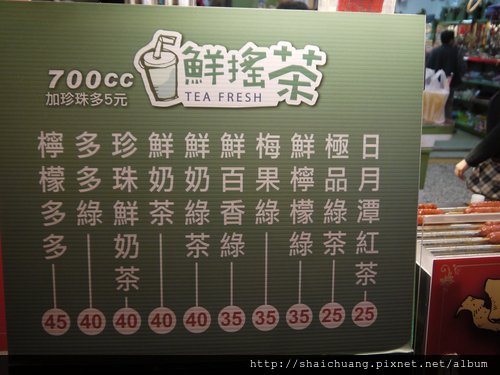 鮮搖茶
TEA FRESH
700cc
加珍珠多5元
日月潭紅茶 25
極品綠茶 25
鮮檸檬綠 35
梅果綠 35
鮮百香綠 35
鮮奶綠茶 40
鮮奶茶 40
珍珠鮮奶茶 40
多多綠 40
檸檬多多 45
http://shaichuang.pixnet.net/album